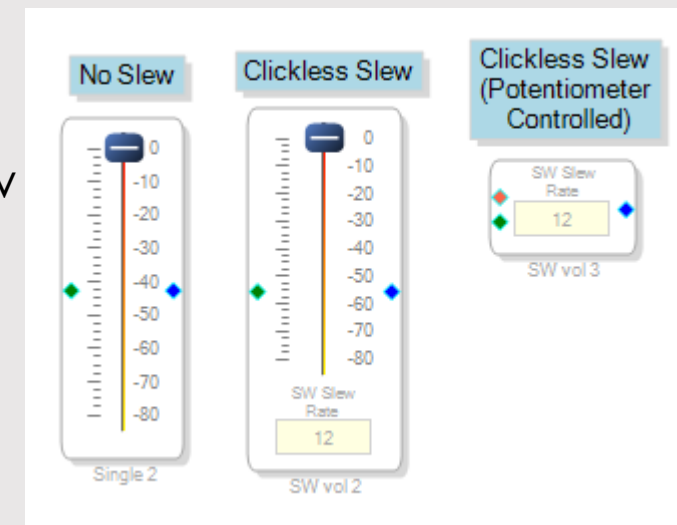 No Slew
Clickless Slew
Clickless Slew
(Potentiometer
Controlled)
0
-10
-20
-30
-40
-50
-60
-70
-80
Single 2
0
-10
-20
-30
-40
-50
-60
-70
-80
SW Slew
Rate
12
SW vol 2
SW Slew
Rate
12
SW vol 3